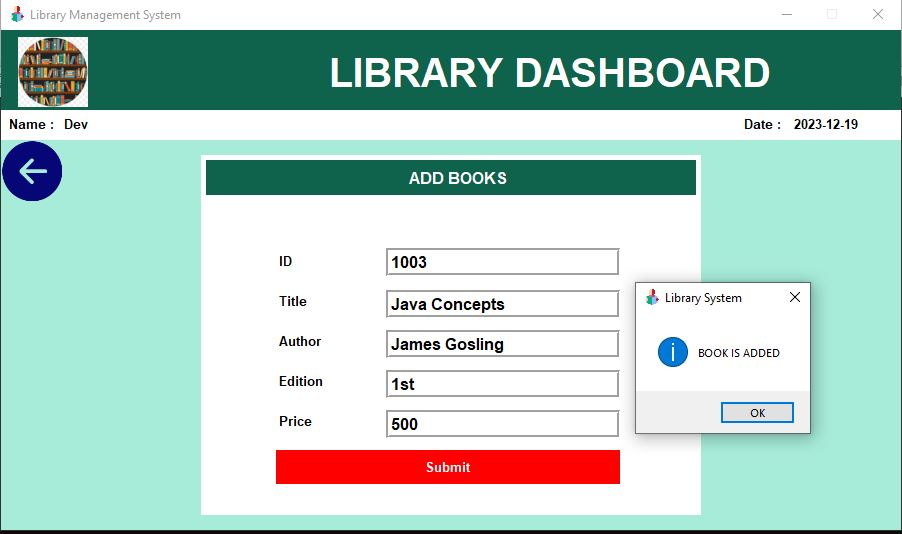 Library Management System
LIBRARY DASHBOARD
Name : Dev
Date : 2023-12-19
ADD BOOKS
ID 1003
Title Java Concepts
Author James Gosling
Edition 1st
Price 500
Submit
Library System
BOOK IS ADDED
OK